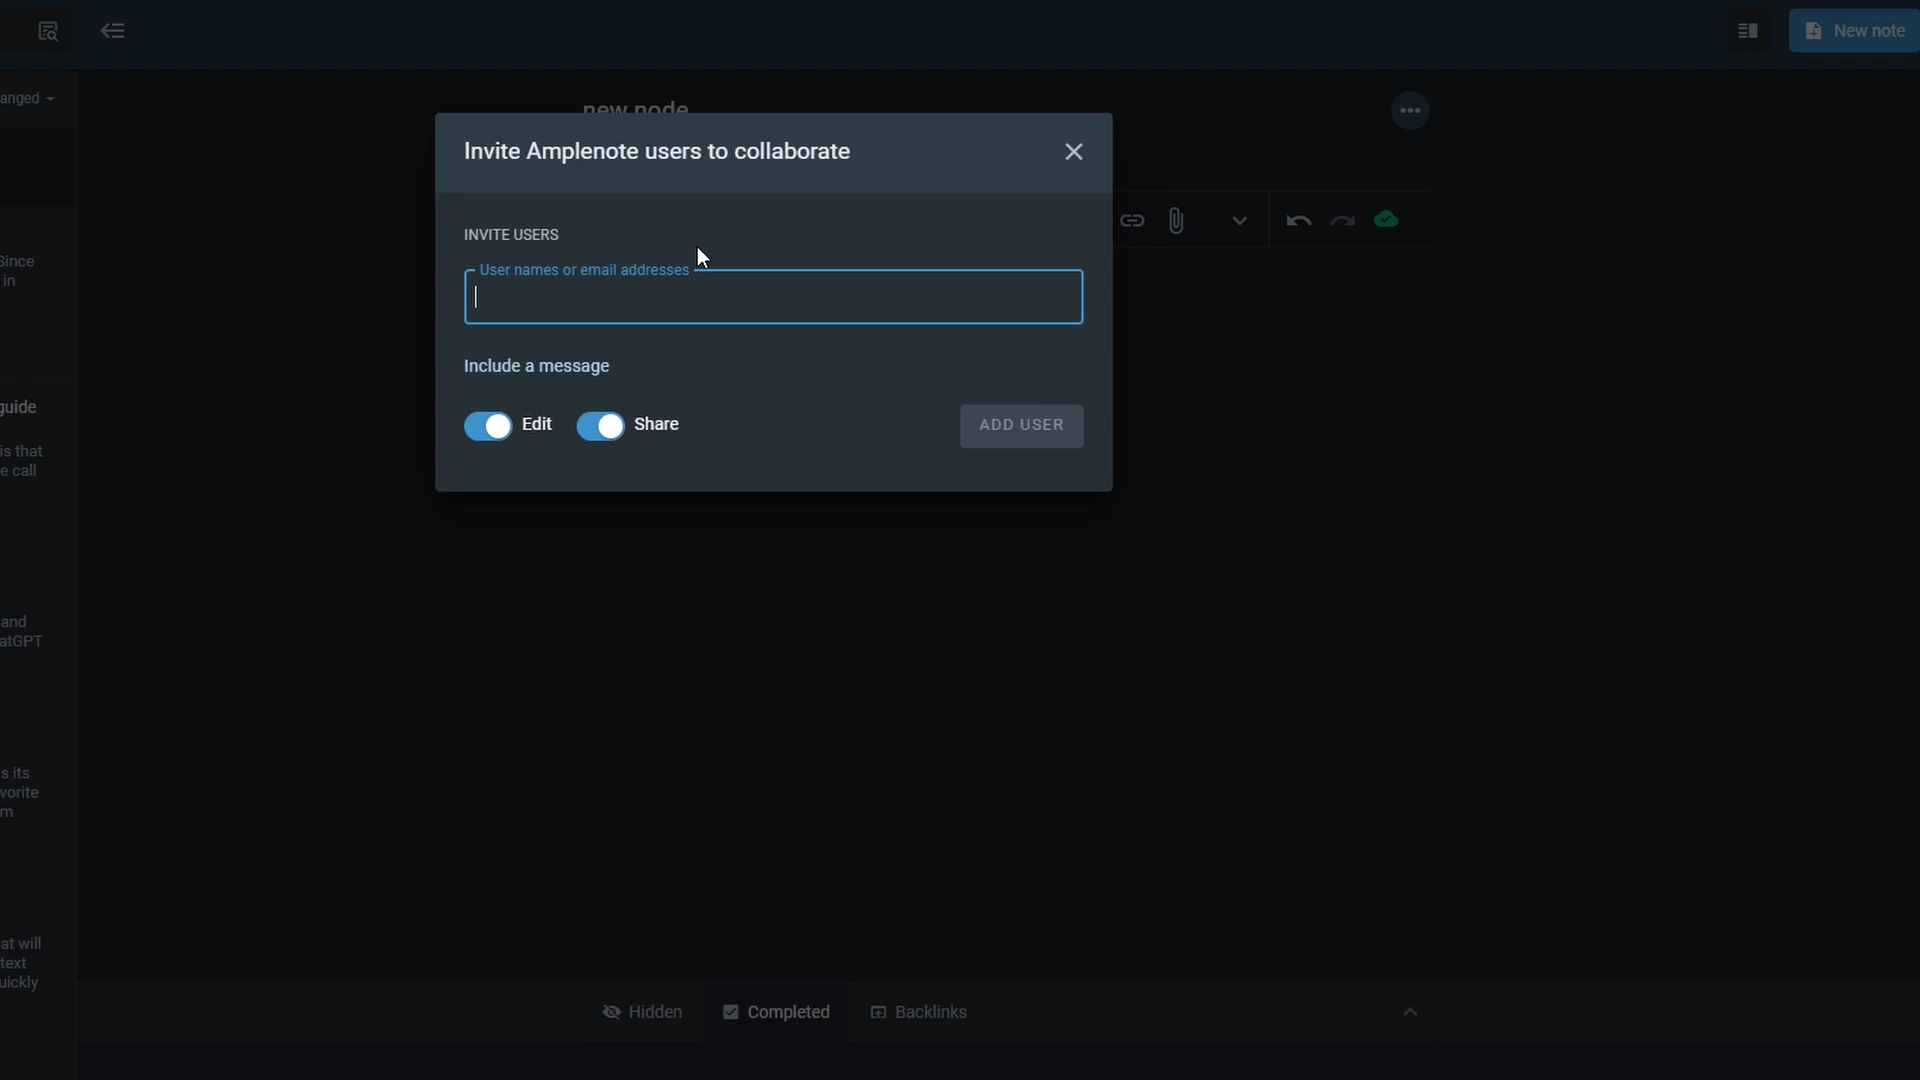 New note
anged
new node
Invite Amplenote users to collaborate
INVITE USERS
User names or email addresses
Include a message
Edit
Share
ADD USER
Since
in
guide
is that
e call
and
atGPT
s its
vorite
m
at will
text
uickly
Hidden
Completed
Backlinks